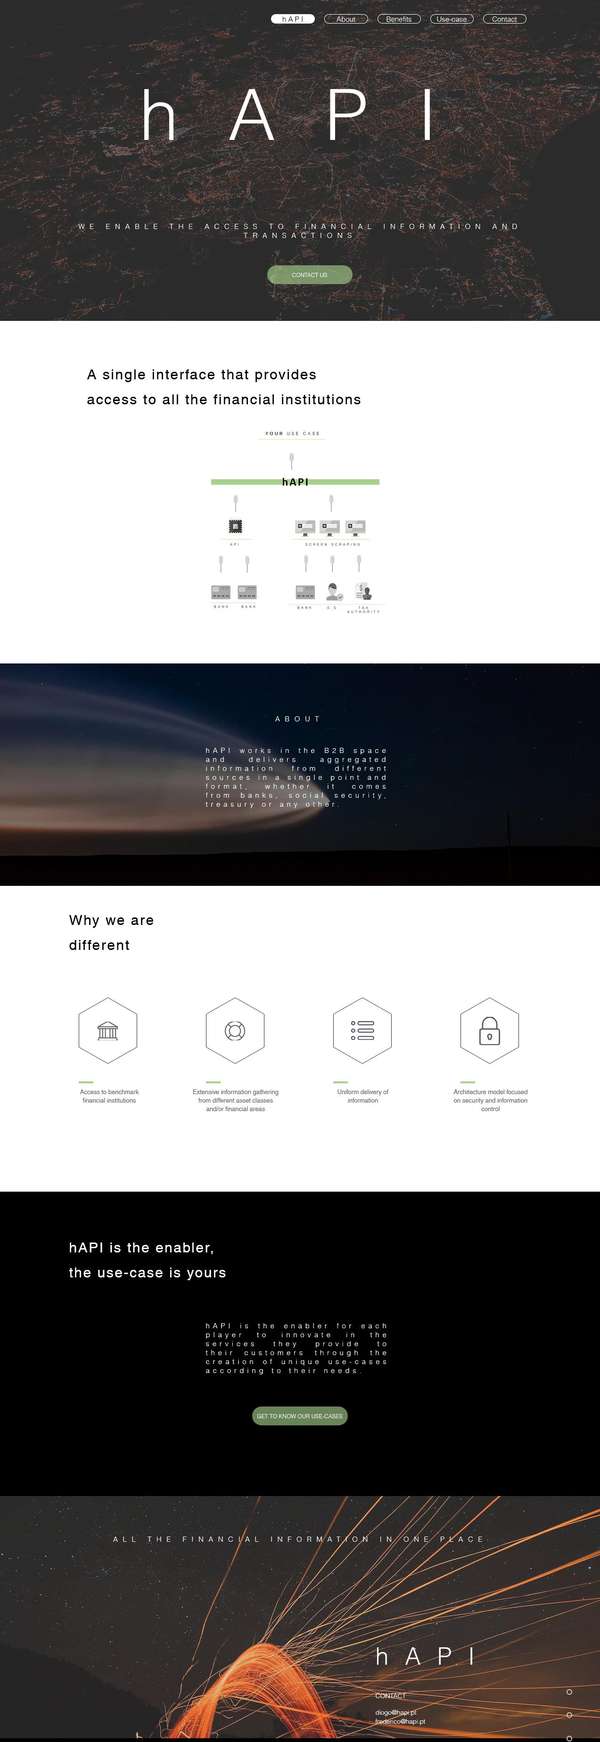 hAPI
About
Benefits
Use-case
Contact
h A P I
WE ENABLE THE ACCESS TO FINANCIAL INFORMATION AND
TRANSACTIONS
CONTACT US
A single interface that provides
access to all the financial institutions
YOUR USE CASE
hAPI
API
SCREEN SCRAPING
BANK
BANK
BANK
S.S
TAX
AUTHORITY
ABOUT
hAPI works in the B2B space
and delivers aggregated
information from different
sources in a single point and
format, whether it comes
from banks, social security,
treasury or any other.
Why we are
different
Access to benchmark
financial institutions
Extensive information gathering
from different asset classes
and/or financial areas
Uniform delivery of
information
Architecture model focused
on security and information
control
hAPI is the enabler,
the use-case is yours
hAPI is the enabler for each
player to innovate in the
services they provide to
their customers through the
creation of unique use-cases
according to their needs.
GET TO KNOW OUR USE-CASES
ALL THE FINANCIAL INFORMATION IN ONE PLACE
h A P I
CONTACT
diogo@hapi.pt
frederico@hapi.pt